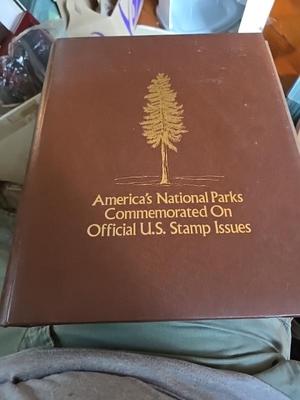 America's National Parks
Commemorated On
Official U.S. Stamp Issues